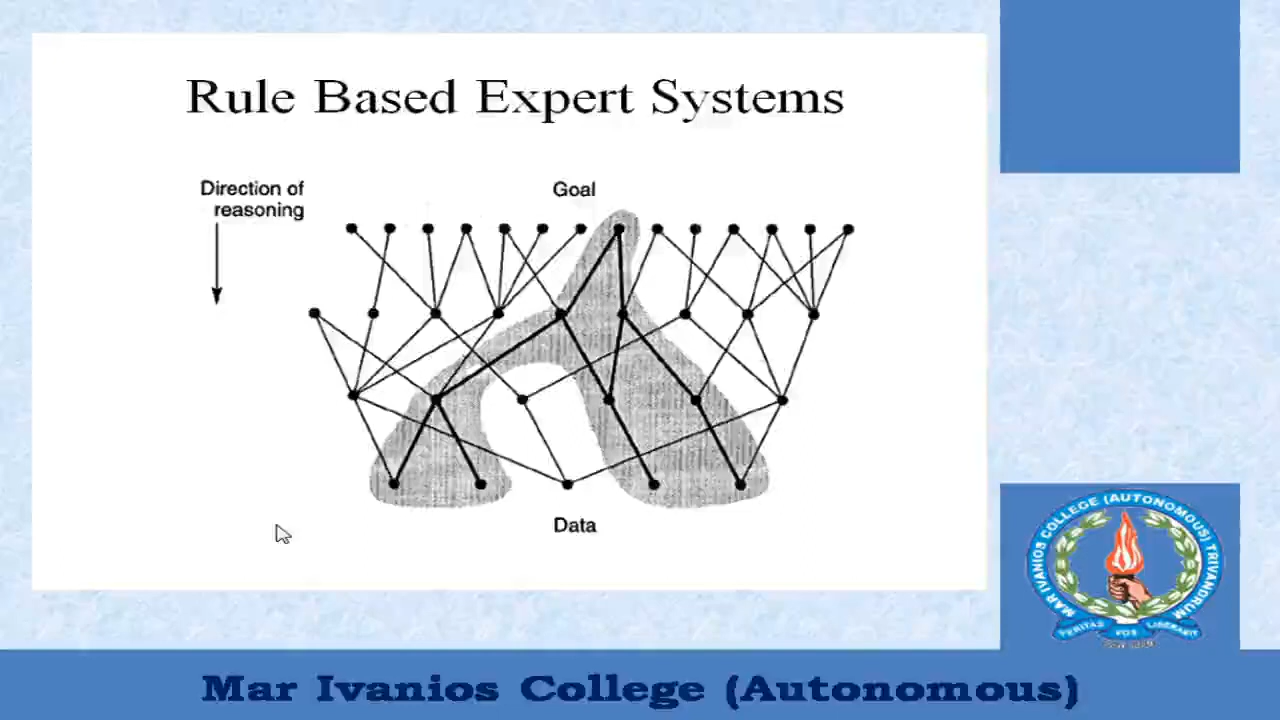 Rule Based Expert Systems
Direction of
reasoning
Goal
Data
MAR IVANIOS COLLEGE (AUTONOMOUS) TRIVANDRUM
VERITAS VOS LIBERABIT
Mar Ivanios College (Autonomous)